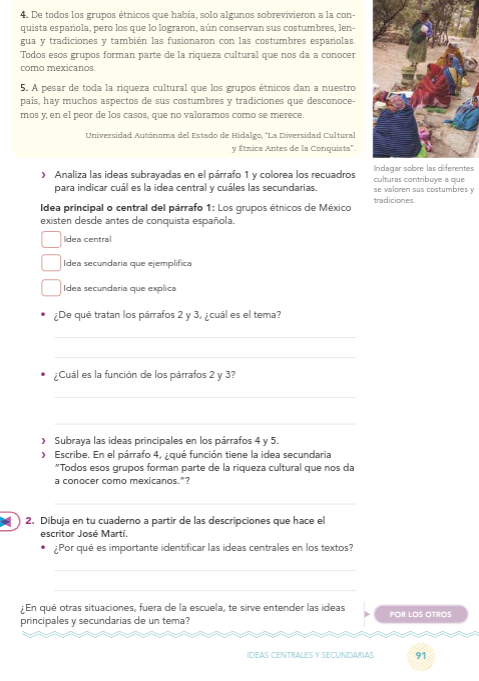 4. De todos los grupos étnicos que había, solo algunos sobrevivieron a la con-
quista española, pero los que lo lograron, aún conservan sus costumbres, len-
gua y tradiciones y también las fusionaron con las costumbres españolas.
Todos esos grupos forman parte de la riqueza cultural que nos da a conocer
como mexicanos.
5. A pesar de toda la riqueza cultural que los grupos étnicos dan a nuestro
país, hay muchos aspectos de sus costumbres y tradiciones que desconoce-
mos y, en el peor de los casos, que no valoramos como se merece.
Universidad Autónoma del Estado de Hidalgo, "La Diversidad Cultural
y Étnica Antes de la Conquista".
Indagar sobre las diferentes
culturas contribuye a que
se valoren sus costumbres y
tradiciones.
Analiza las ideas subrayadas en el párrafo 1 y colorea los recuadros
para indicar cuál es la idea central y cuáles las secundarias.
Idea principal o central del párrafo 1: Los grupos étnicos de México
existen desde antes de conquista española.
Idea central
Idea secundaria que ejemplifica
Idea secundaria que explica
• ¿De qué tratan los párrafos 2 y 3, ¿cuál es el tema?
• ¿Cuál es la función de los párrafos 2 y 3?
Subraya las ideas principales en los párrafos 4 y 5.
Escribe. En el párrafo 4, ¿qué función tiene la idea secundaria
"Todos esos grupos forman parte de la riqueza cultural que nos da
a conocer como mexicanos."?
2. Dibuja en tu cuaderno a partir de las descripciones que hace el
escritor José Martí.
• ¿Por qué es importante identificar las ideas centrales en los textos?
¿En qué otras situaciones, fuera de la escuela, te sirve entender las ideas
principales y secundarias de un tema?
POR LOS OTROS
IDEAS CENTRALES Y SECUNDARIAS
91